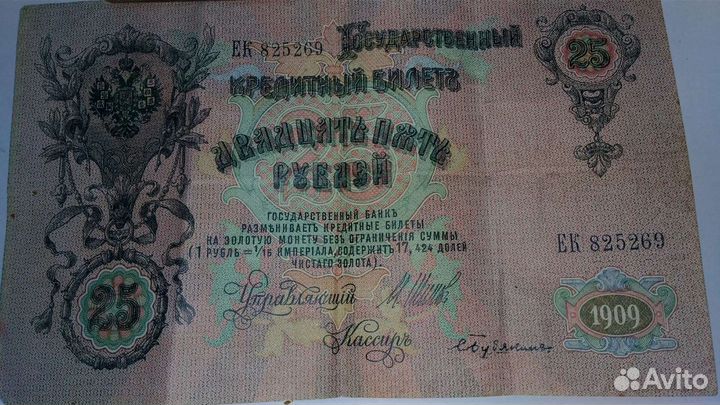 ЕК 825269
Государственный
25
Кредитный Билетъ
Двадцать пять
рублей
Государственный Банкъ
размѣниваетъ кредитные билеты
на золотую монету безъ ограниченія суммы
(1 рубль = 1/15 имперіала, содержитъ 17,424 долей
чистаго золота).
ЕК 825269
25
Управляющій
Кассиръ
1909
Avito